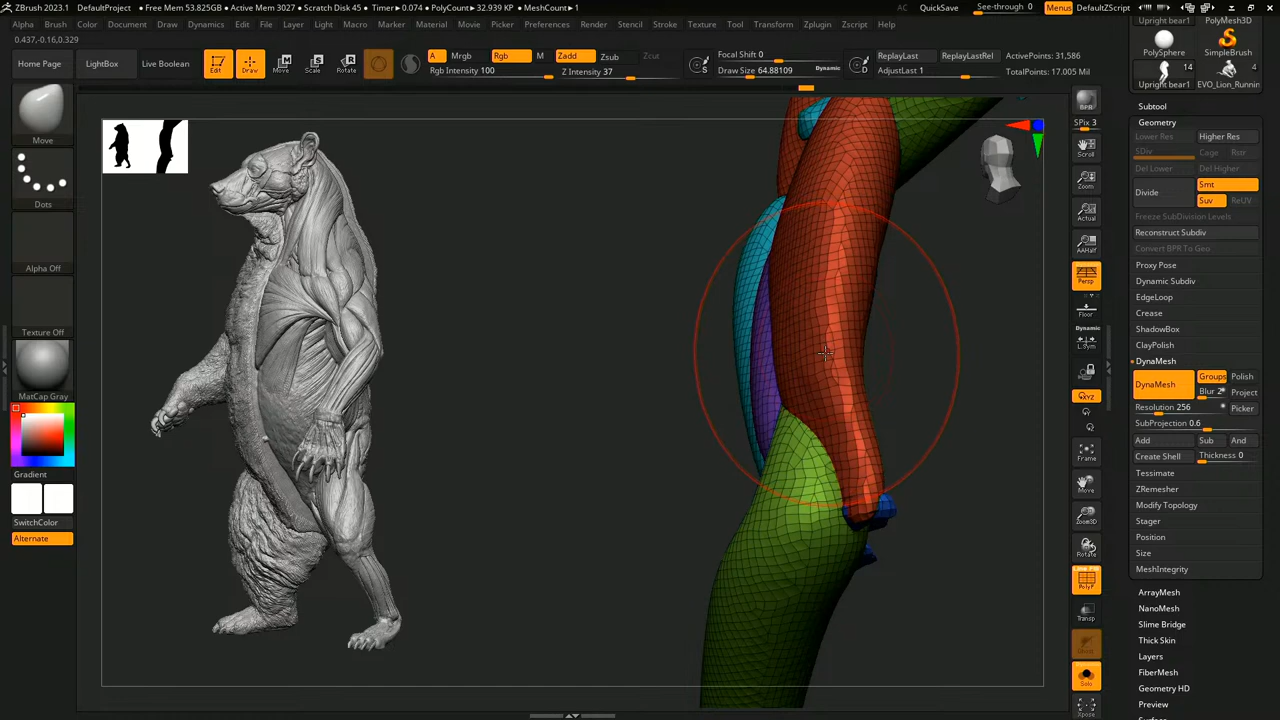 ZBrush 2023.1 DefaultProject • Free Mem 53.825GB • Active Mem 3027 • Scratch Disk 45 • Timer▸0.074 • PolyCount▸32.939 KP • MeshCount▸1
AC QuickSave See-through 0 Menus DefaultZScript
Alpha Brush Color Document Draw Dynamics Edit File Layer Light Macro Marker Material Movie Picker Preferences Render Stencil Stroke Texture Tool Transform Zplugin Zscript Help
0.437,-0.16,0.329
Home Page LightBox Live Boolean Edit Draw Move Scale Rotate
A Mrgb Rgb M Zadd Zsub Zcut
Rgb Intensity 100 Z Intensity 37
Focal Shift 0
Draw Size 64.88109 Dynamic
S D
ReplayLast ReplayLastRel
AdjustLast 1
ActivePoints: 31,586
TotalPoints: 17.005 Mil
Move
Dots
Alpha Off
Texture Off
MatCap Gray
Gradient
SwitchColor
Alternate
BPR
SPix 3
Scroll
Zoom
Actual
AAHalf
Persp
Floor
Dynamic
L.Sym
XYZ
Frame
Move
Zoom3D
Rotate
Line Fill
PolyF
Transp
Ghost
Solo
Xpose
Upright bear1 PolyMesh3D
PolySphere SimpleBrush
14 4
Upright bear1 EVO_Lion_Runnin
Subtool
Geometry
Lower Res Higher Res
SDiv Cage Rstr
Del Lower Del Higher
Divide Smt
Suv ReUV
Freeze SubDivision Levels
Reconstruct Subdiv
Convert BPR To Geo
Proxy Pose
Dynamic Subdiv
EdgeLoop
Crease
ShadowBox
ClayPolish
DynaMesh
DynaMesh Groups Polish
Blur 2 Project
Resolution 256 Picker
SubProjection 0.6
Add Sub And
Create Shell Thickness 0
Tessimate
ZRemesher
Modify Topology
Stager
Position
Size
MeshIntegrity
ArrayMesh
NanoMesh
Slime Bridge
Thick Skin
Layers
FiberMesh
Geometry HD
Preview